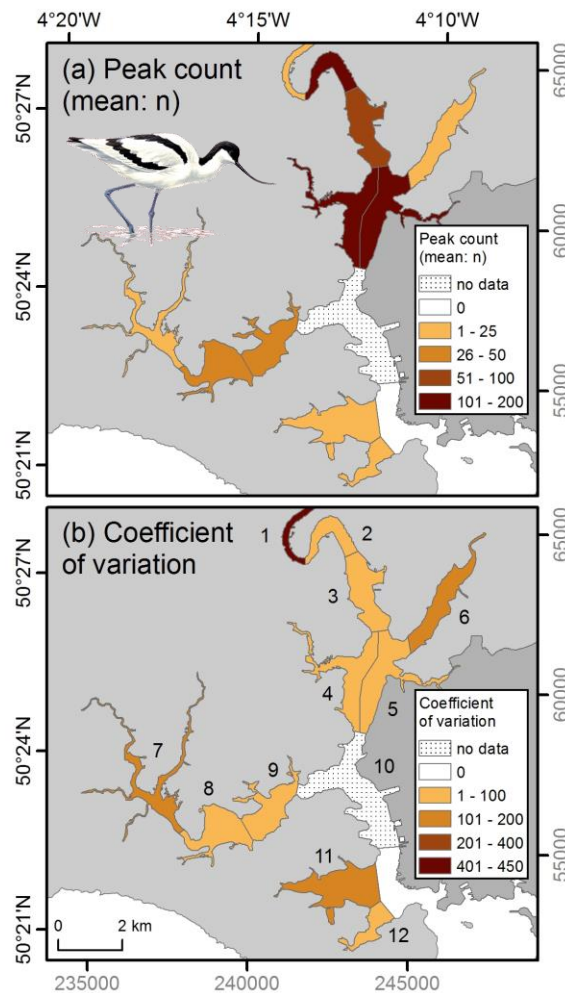 4°20'W
4°15'W
4°10'W
(a) Peak count
(mean: n)
50°27'N
50°24'N
50°21'N
65000
60000
55000
Peak count
(mean: n)
no data
0
1 - 25
26 - 50
51 - 100
101 - 200
(b) Coefficient
of variation
1
2
3
4
5
6
7
8
9
10
11
12
50°27'N
50°24'N
50°21'N
65000
60000
55000
Coefficient
of variation
no data
0
1 - 100
101 - 200
201 - 400
401 - 450
0 2 km
235000
240000
245000